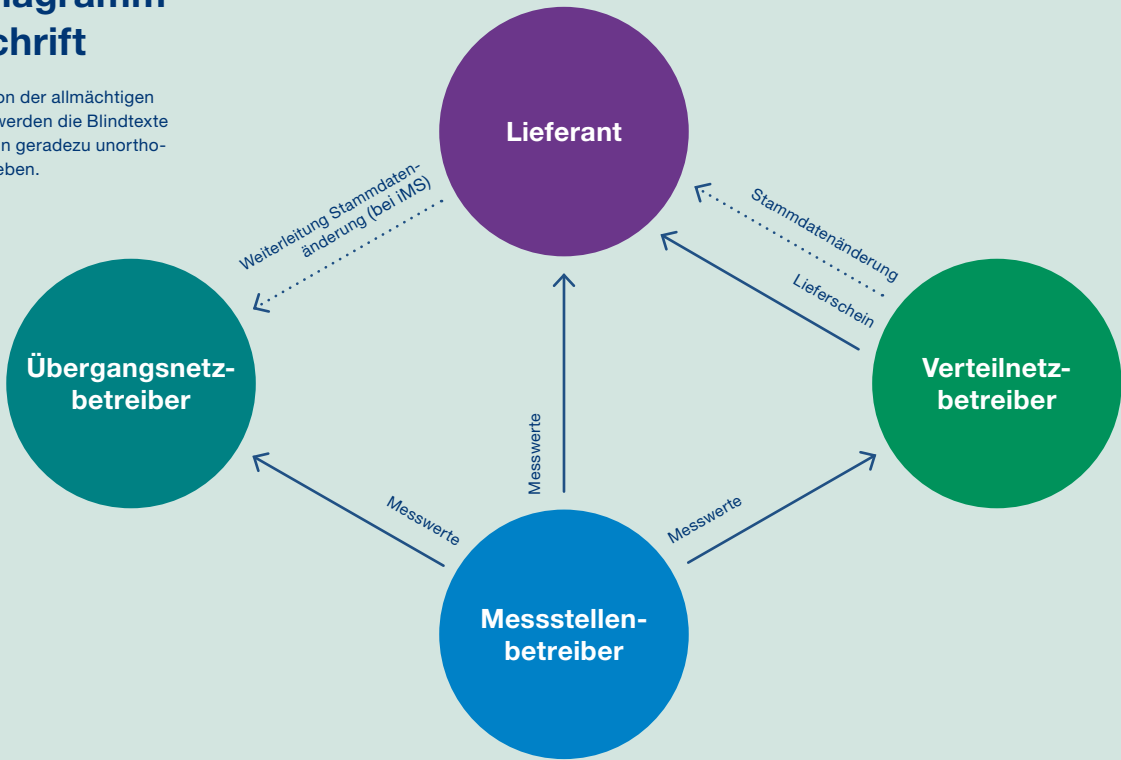 chrift
on der allmächtigen
werden die Blindtexte
n geradezu unortho-
eben.
Lieferant
Weiterleitung Stammdaten-
änderung (bei iMS)
Stammdatenänderung
Lieferschein
Übergangsnetz-
betreiber
Verteilnetz-
betreiber
Messwerte
Messwerte
Messwerte
Messstellen-
betreiber